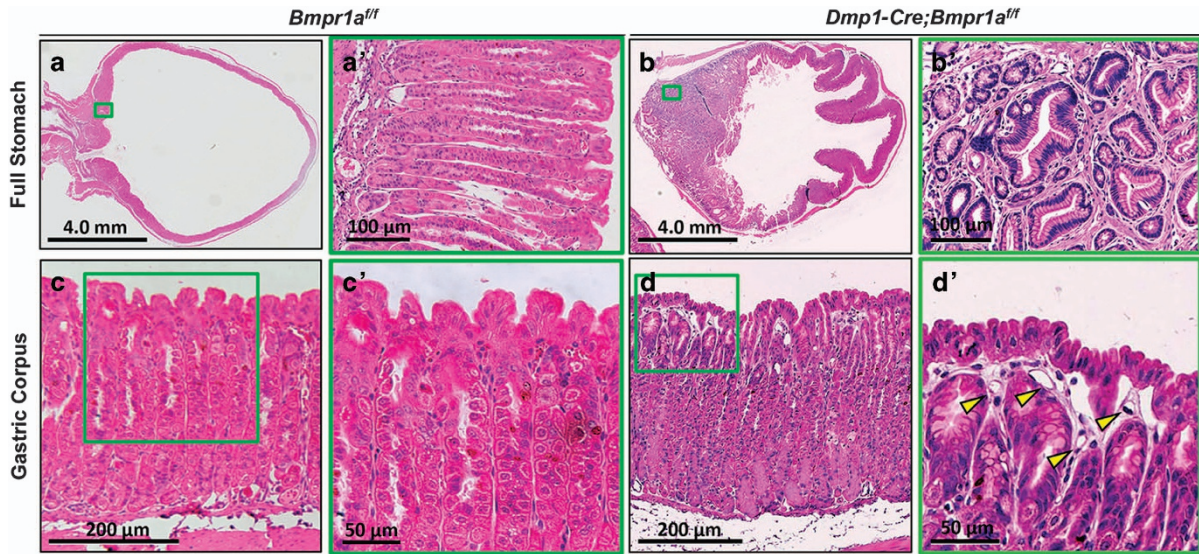 Bmpr1a^f/f
Dmp1-Cre;Bmpr1a^f/f
Full Stomach
a
4.0 mm
a'
100 µm
b
4.0 mm
b'
100 µm
Gastric Corpus
c
200 µm
c'
50 µm
d
200 µm
d'
50 µm